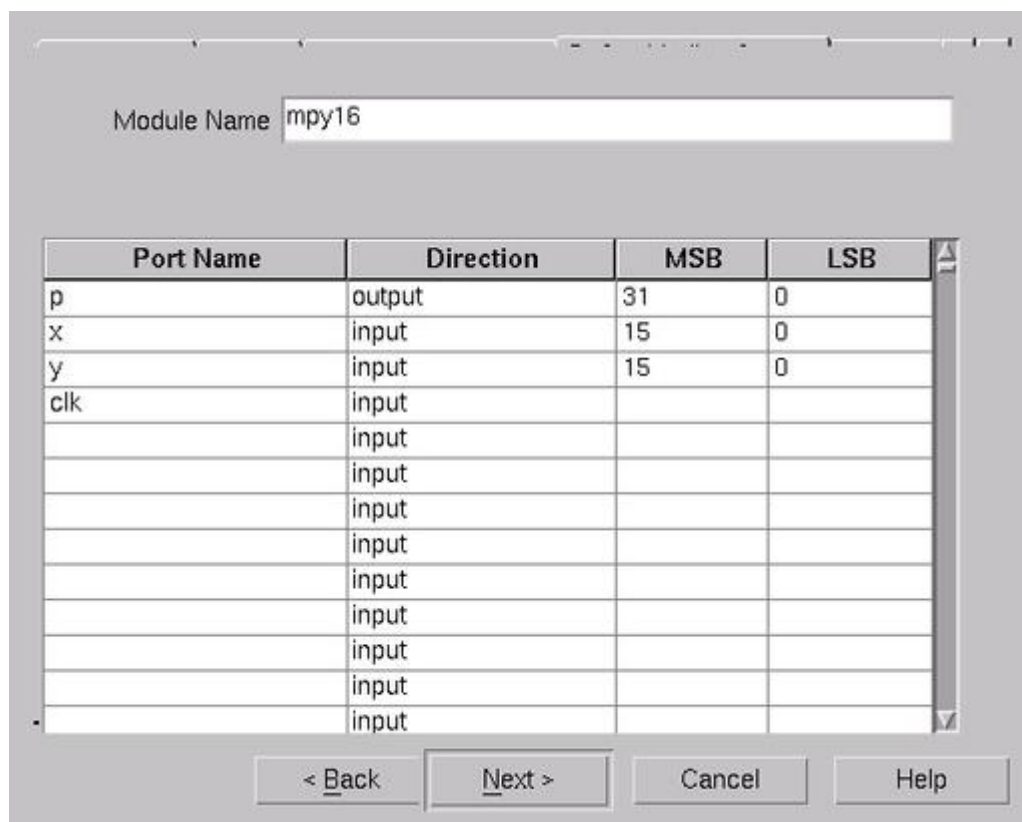 Module Name mpy16
Port Name Direction MSB LSB
p output 31 0
x input 15 0
y input 15 0
clk input
input
input
input
input
input
input
input
input
input
< Back Next > Cancel Help